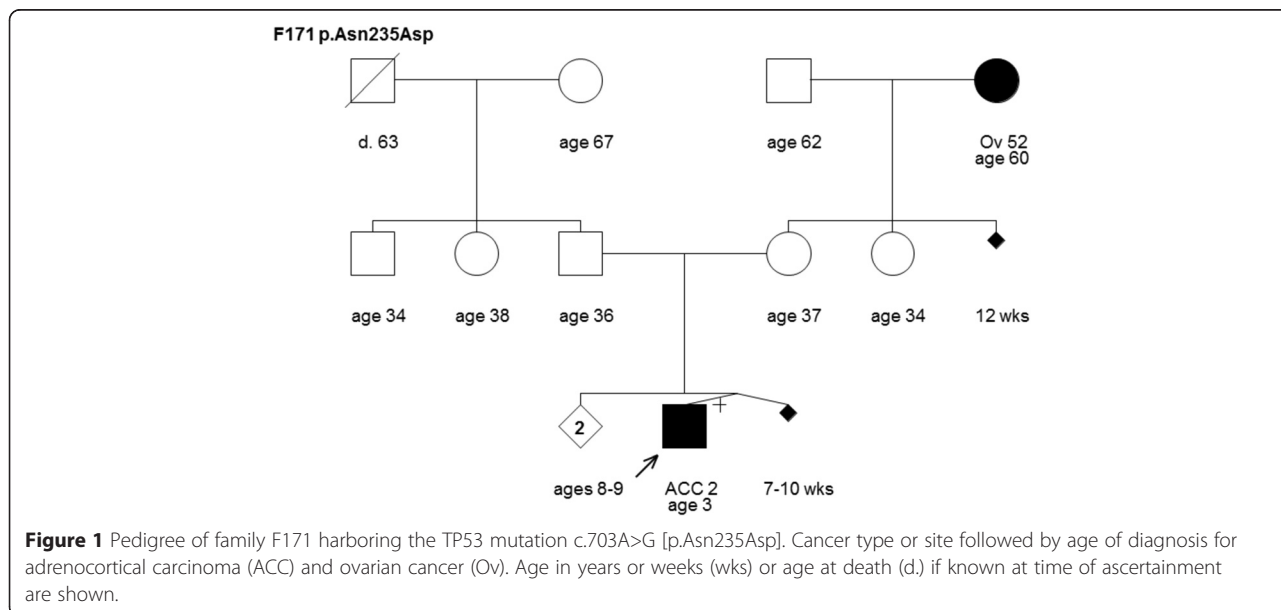 F171 p.Asn235Asp
d. 63
age 67
age 62
Ov 52
age 60
age 34
age 38
age 36
age 37
age 34
12 wks
2
+
ages 8-9
ACC 2
age 3
7-10 wks
Figure 1 Pedigree of family F171 harboring the TP53 mutation c.703A>G [p.Asn235Asp]. Cancer type or site followed by age of diagnosis for
adrenocortical carcinoma (ACC) and ovarian cancer (Ov). Age in years or weeks (wks) or age at death (d.) if known at time of ascertainment
are shown.